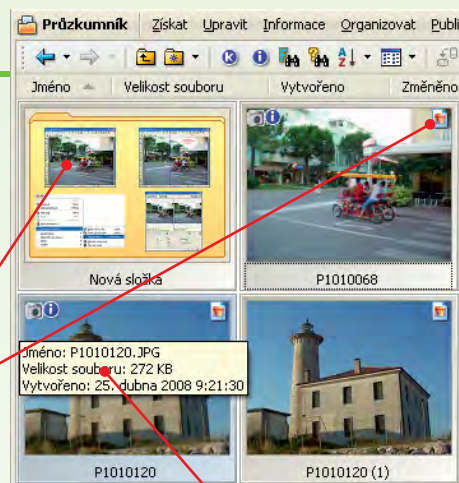 Průzkumník Získat Upravit Informace Organizovat Publi
Jméno Velikost souboru Vytvořeno Změněno
Nová složka P1010068
Jméno: P1010120.JPG
Velikost souboru: 272 KB
Vytvořeno: 25. dubna 2008 9:21:30
P1010120 P1010120 (1)